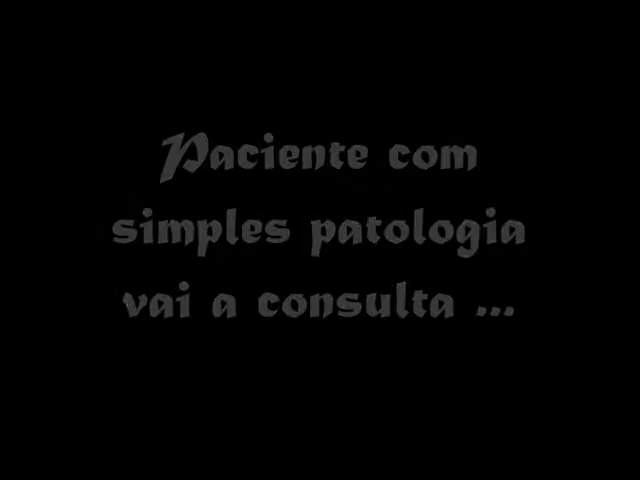 Paciente com
simples patologia
vai a consulta ...